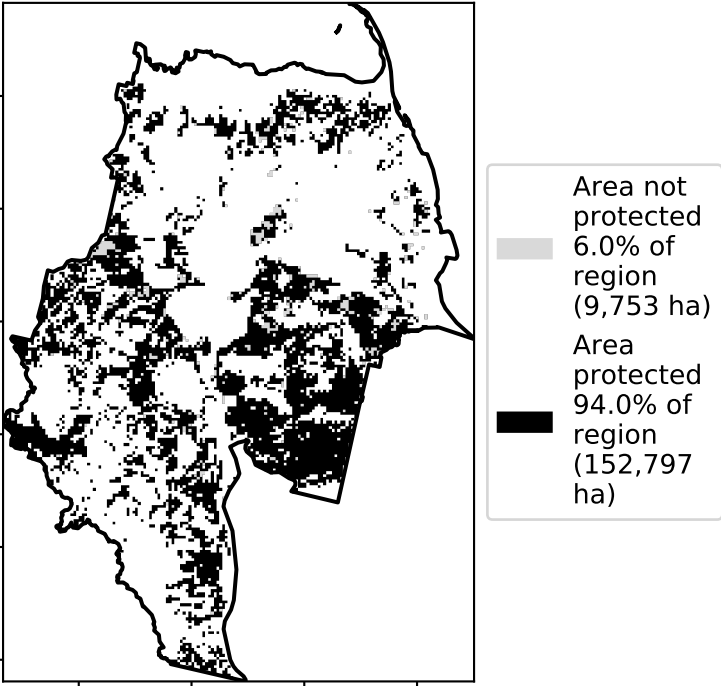 Area not
protected
6.0% of
region
(9,753 ha)
Area
protected
94.0% of
region
(152,797
ha)